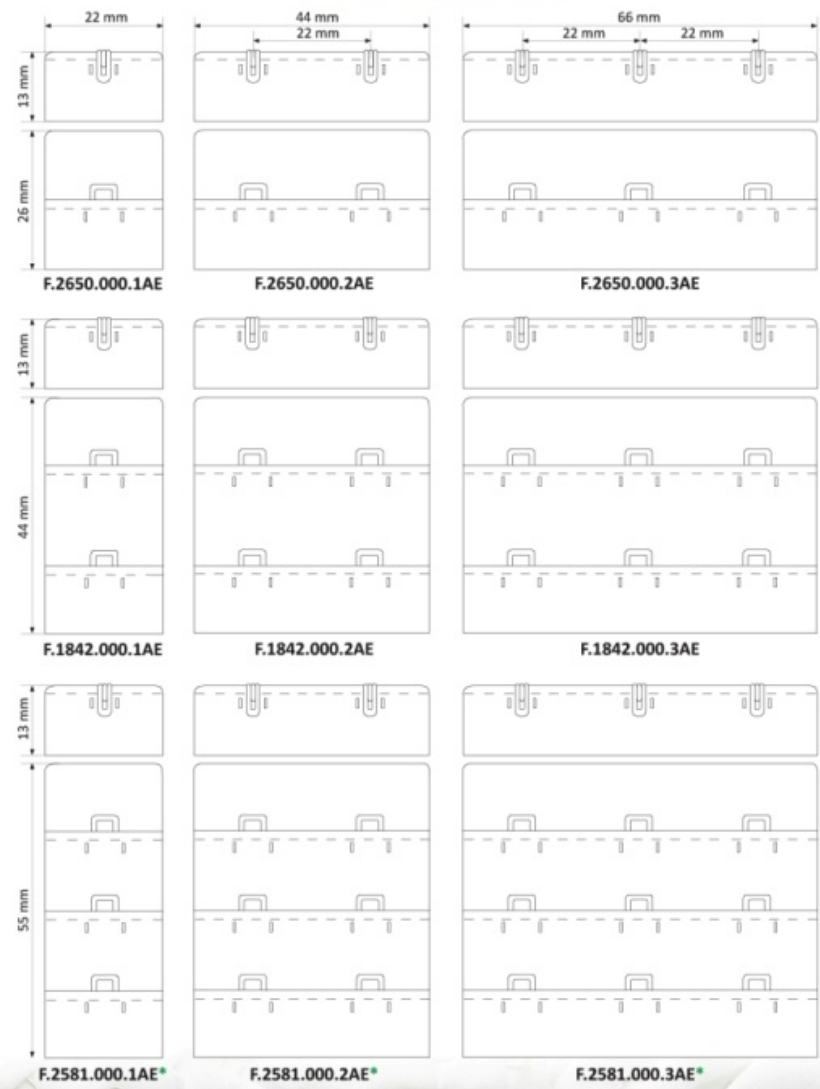 22 mm 44 mm 66 mm
22 mm 22 mm 22 mm
13 mm
26 mm
F.2650.000.1AE F.2650.000.2AE F.2650.000.3AE
13 mm
44 mm
F.1842.000.1AE F.1842.000.2AE F.1842.000.3AE
13 mm
55 mm
F.2581.000.1AE* F.2581.000.2AE* F.2581.000.3AE*